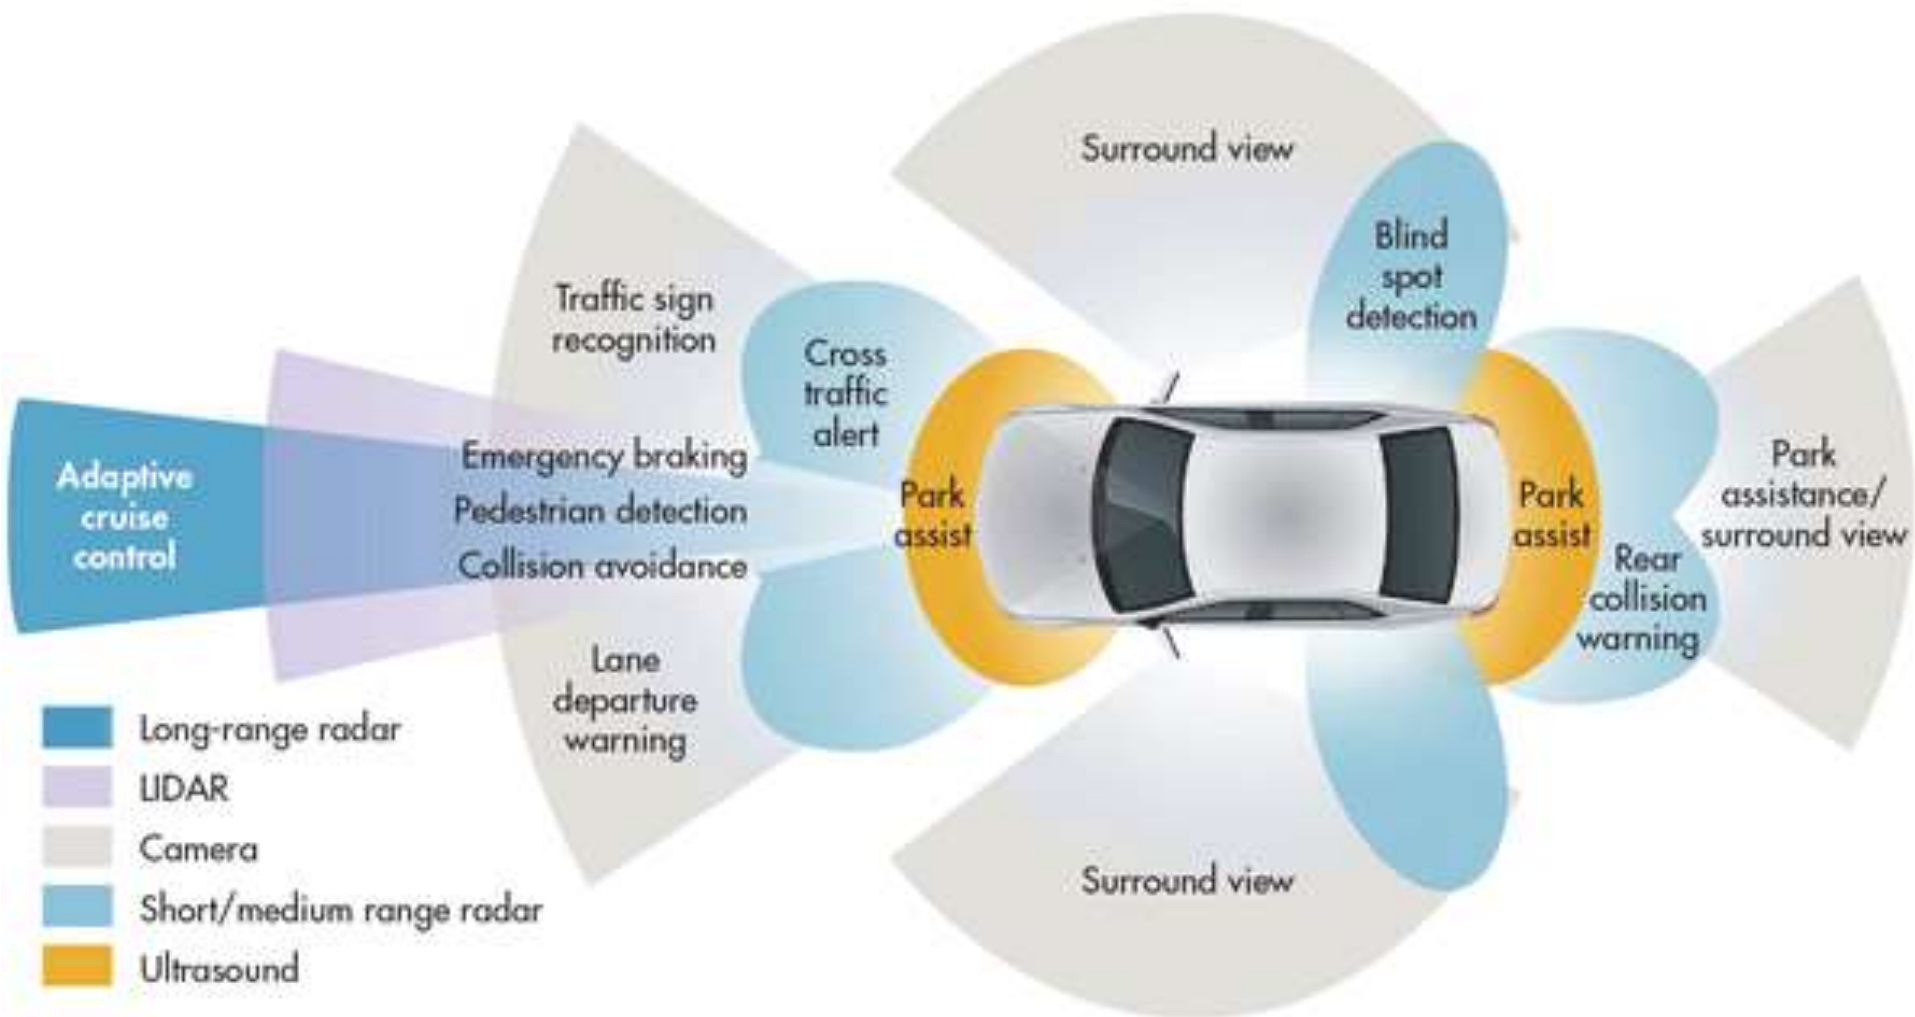 Surround view
Blind
spot
detection
Traffic sign
recognition
Cross
traffic
alert
Emergency braking
Pedestrian detection
Collision avoidance
Adaptive
cruise
control
Park
assist
Park
assist
Park
assistance/
surround view
Rear
collision
warning
Lane
departure
warning
Surround view
Long-range radar
LIDAR
Camera
Short/medium range radar
Ultrasound